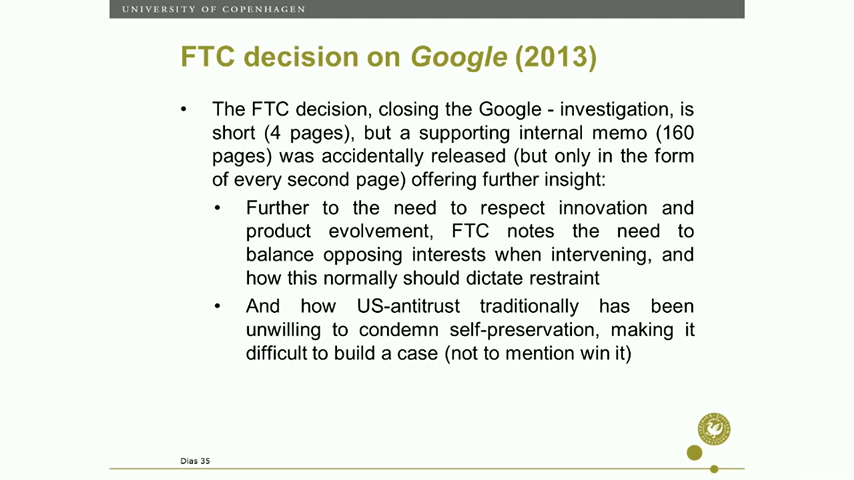 UNIVERSITY OF COPENHAGEN
FTC decision on Google (2013)
• The FTC decision, closing the Google - investigation, is
short (4 pages), but a supporting internal memo (160
pages) was accidentally released (but only in the form
of every second page) offering further insight:
• Further to the need to respect innovation and
product evolvement, FTC notes the need to
balance opposing interests when intervening, and
how this normally should dictate restraint
• And how US-antitrust traditionally has been
unwilling to condemn self-preservation, making it
difficult to build a case (not to mention win it)
Dias 35